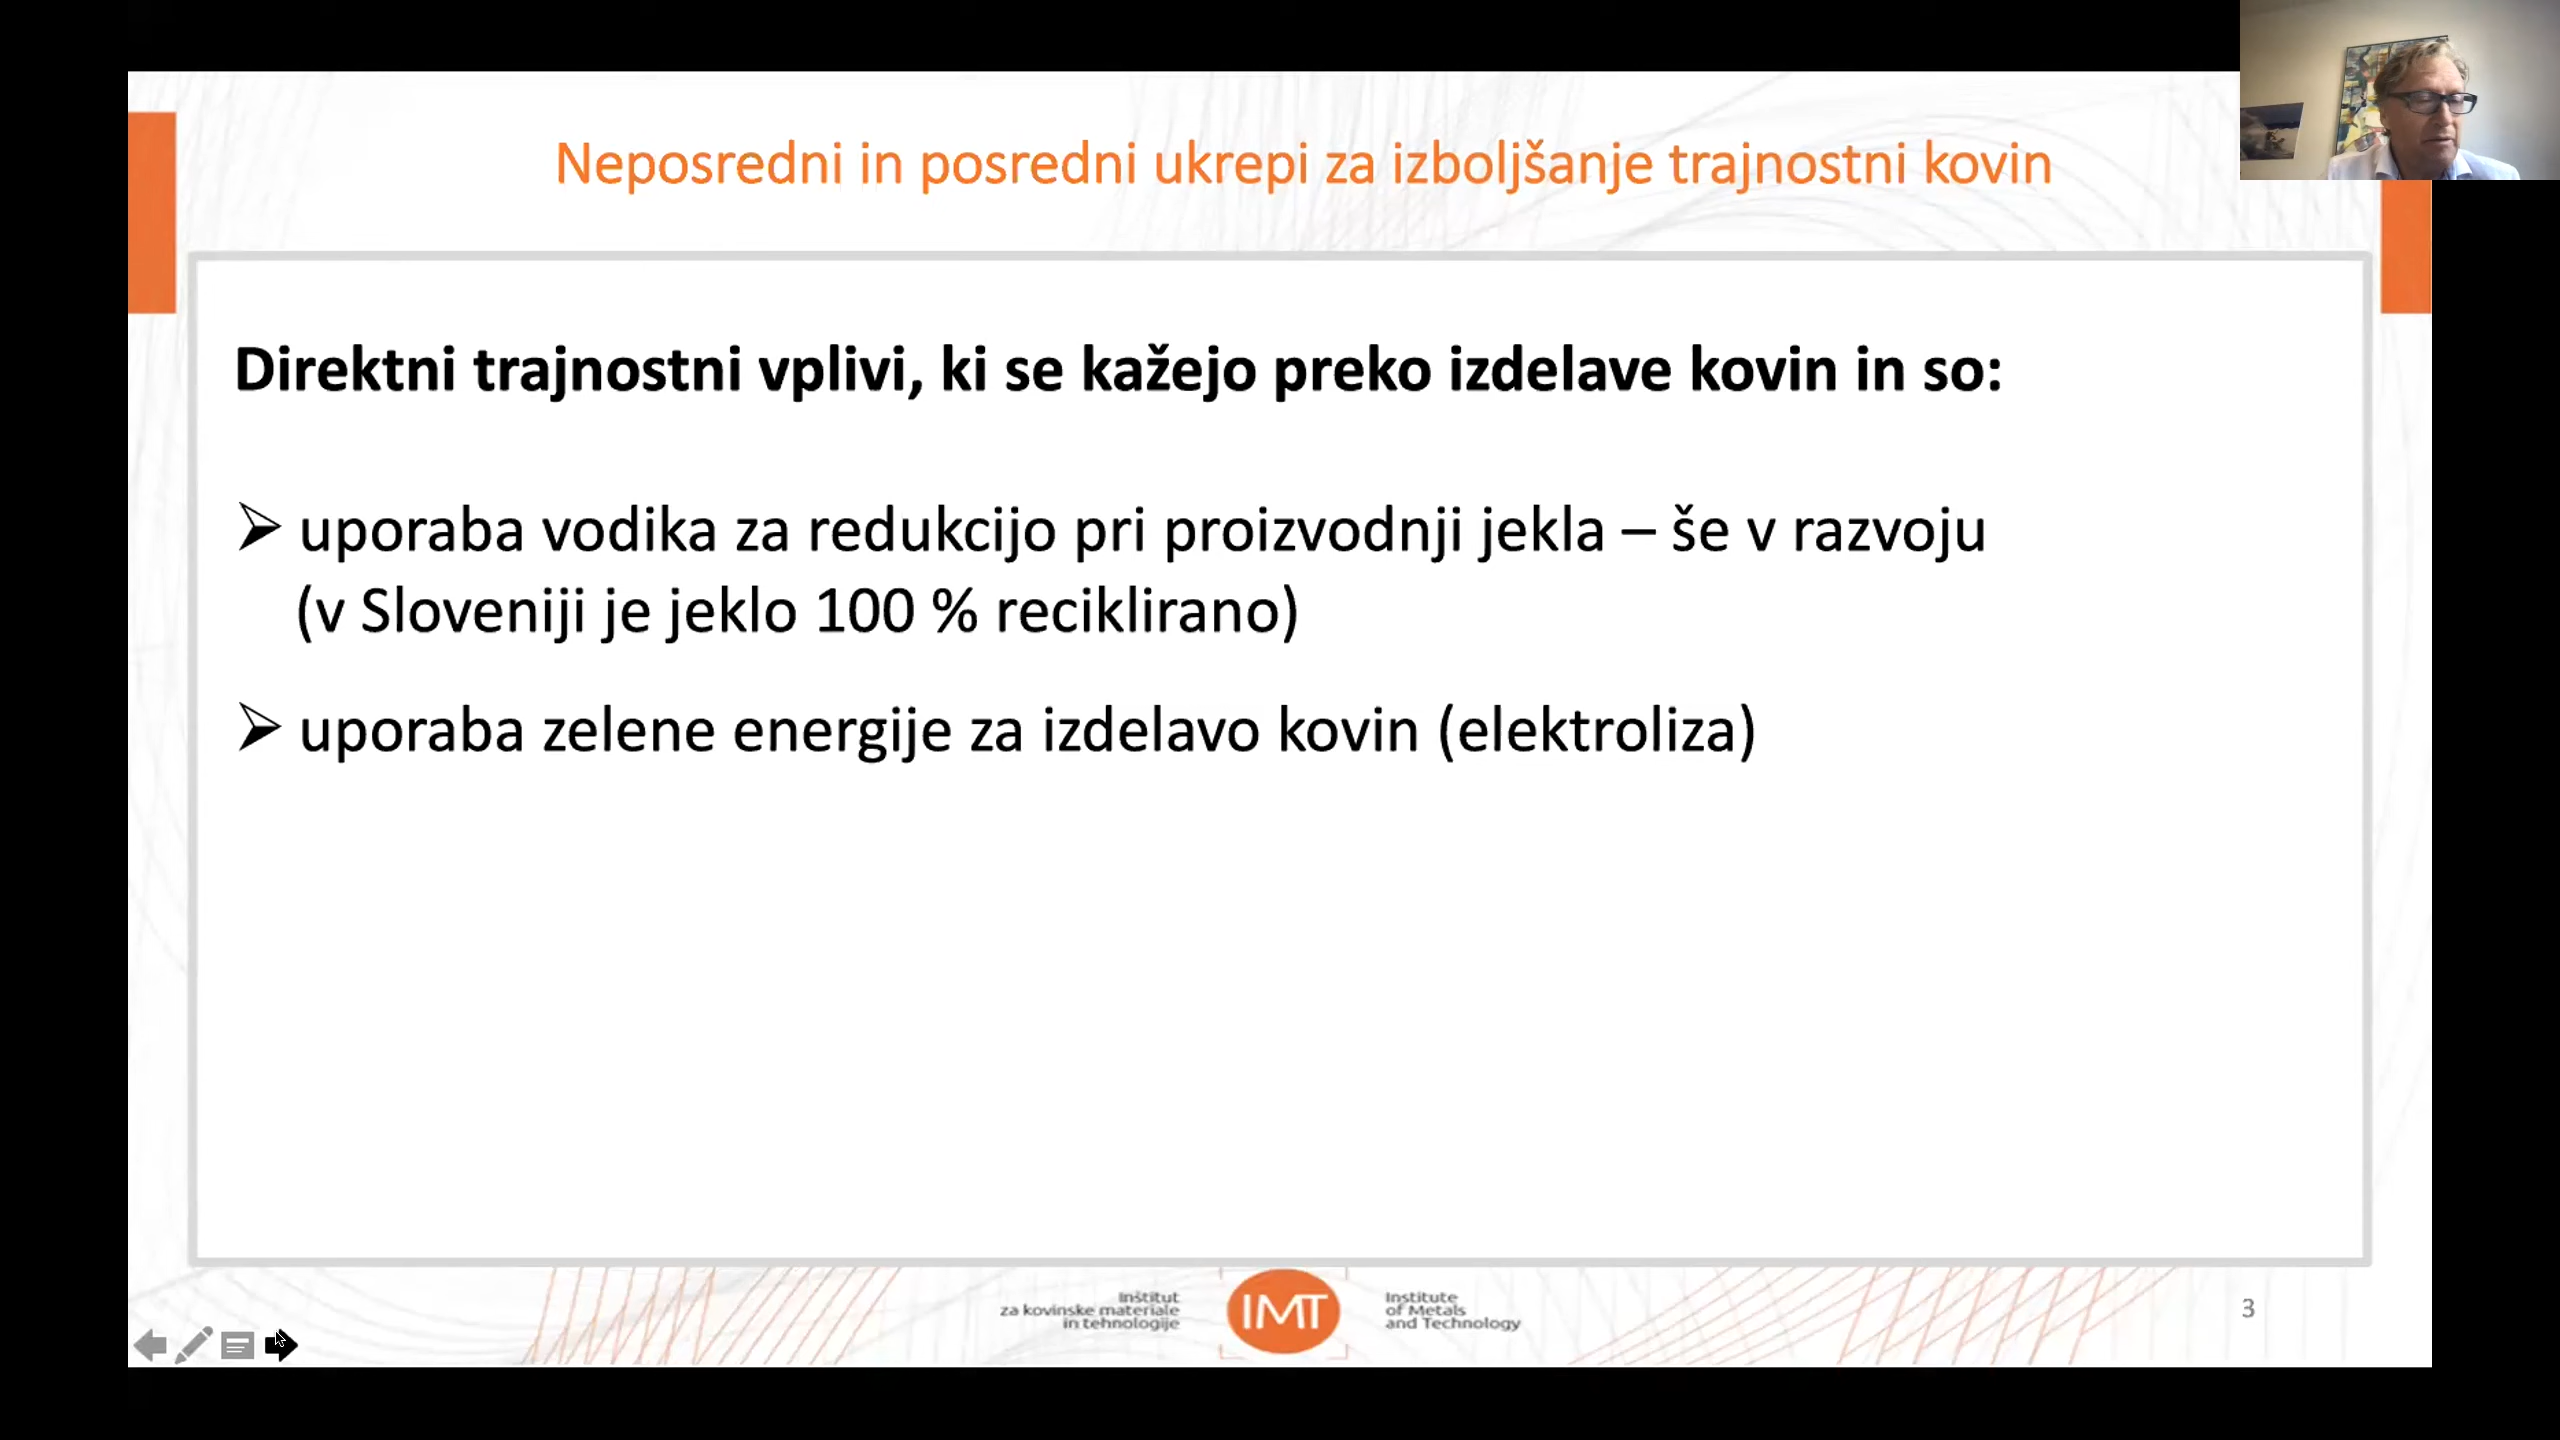 Neposredni in posredni ukrepi za izboljšanje trajnostni kovin
Direktni trajnostni vplivi, ki se kažejo preko izdelave kovin in so:
➢ uporaba vodika za redukcijo pri proizvodnji jekla – še v razvoju
(v Sloveniji je jeklo 100 % reciklirano)
➢ uporaba zelene energije za izdelavo kovin (elektroliza)
Inštitut
za kovinske materiale
in tehnologije
IMT
Institute
of Metals
and Technology
3